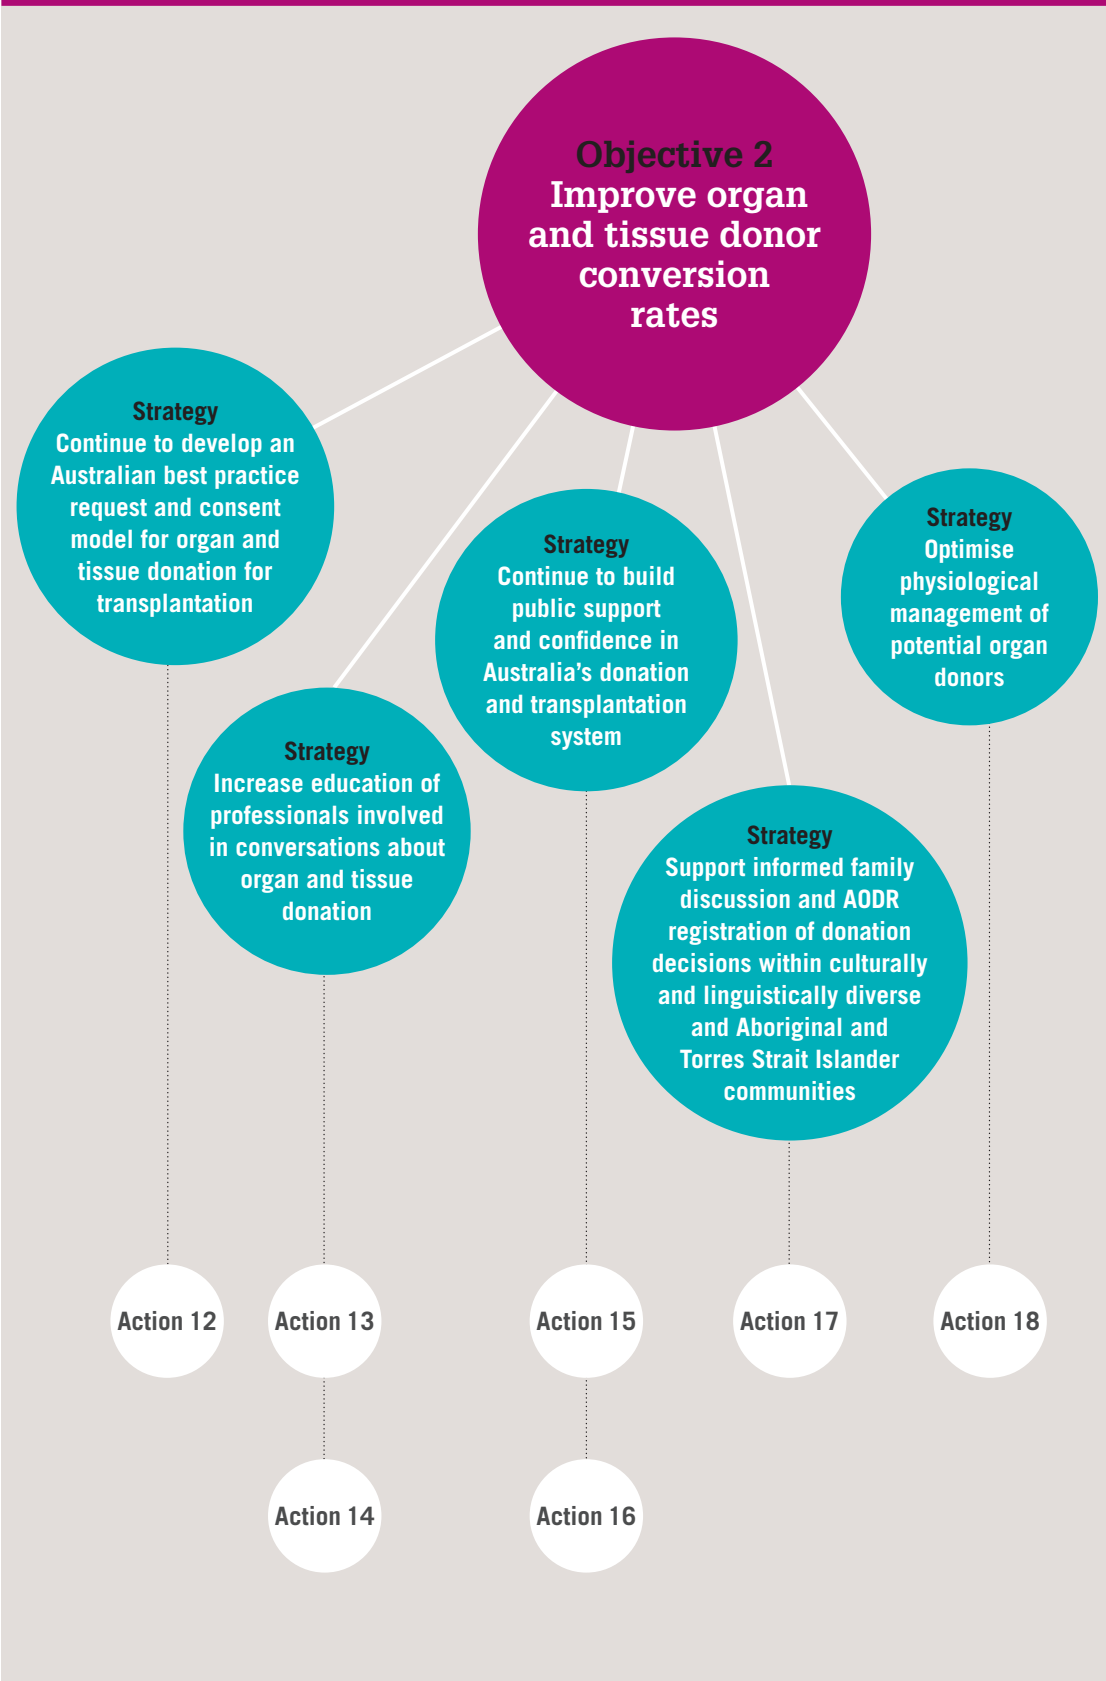 Objective 2
Improve organ
and tissue donor
conversion
rates
Strategy
Continue to develop an
Australian best practice
request and consent
model for organ and
tissue donation for
transplantation
Strategy
Increase education of
professionals involved
in conversations about
organ and tissue
donation
Strategy
Continue to build
public support
and confidence in
Australia’s donation
and transplantation
system
Strategy
Support informed family
discussion and AODR
registration of donation
decisions within culturally
and linguistically diverse
and Aboriginal and
Torres Strait Islander
communities
Strategy
Optimise
physiological
management of
potential organ
donors
Action 12
Action 13
Action 15
Action 17
Action 18
Action 14
Action 16